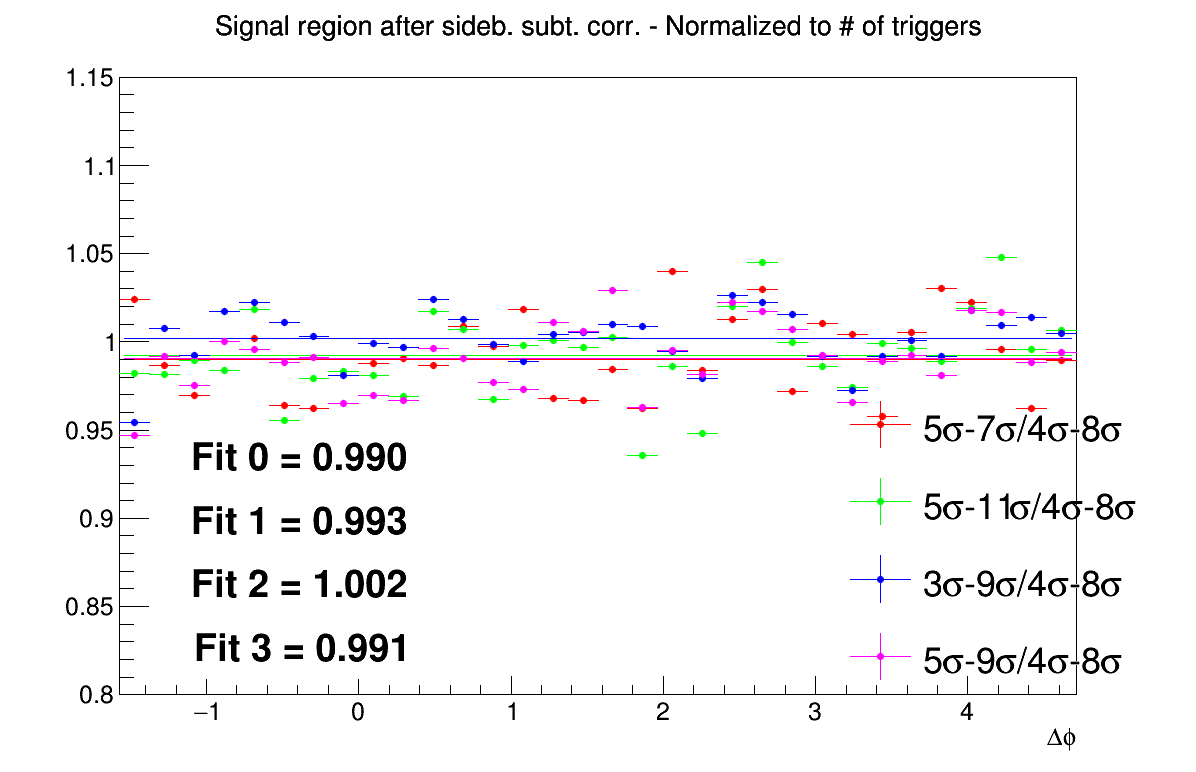 Signal region after sideb. subt. corr. - Normalized to # of triggers
1.15
1.1
1.05
1
0.95
0.9
0.85
0.8
Fit 0 = 0.990
Fit 1 = 0.993
Fit 2 = 1.002
Fit 3 = 0.991
5σ-7σ/4σ-8σ
5σ-11σ/4σ-8σ
3σ-9σ/4σ-8σ
5σ-9σ/4σ-8σ
−1 0 1 2 3 4
Δϕ